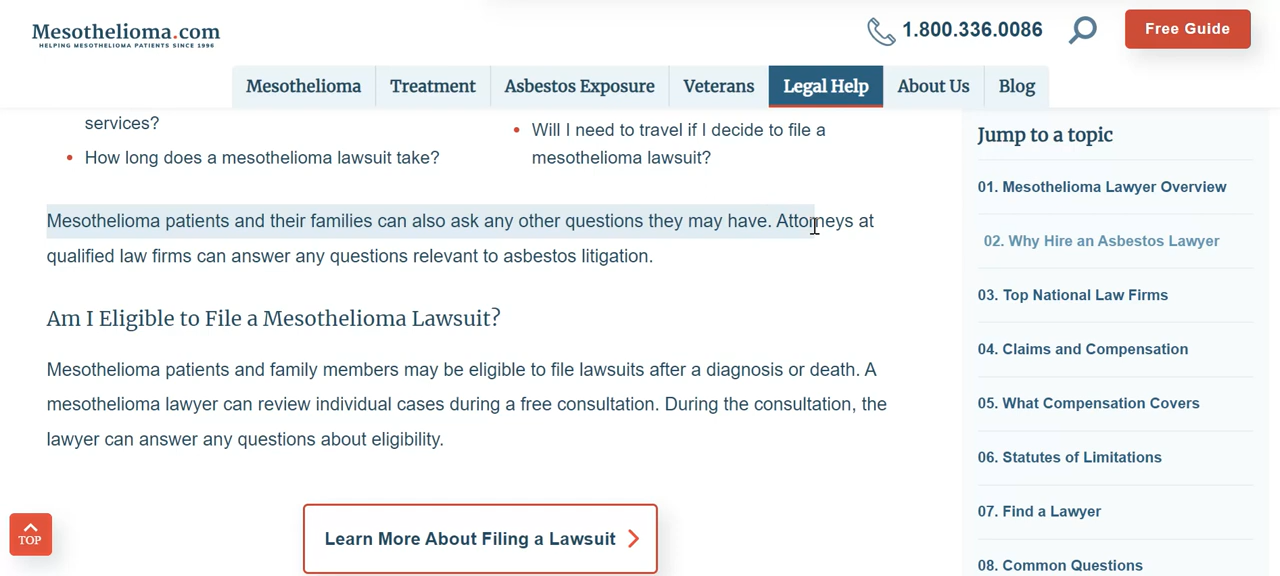 Mesothelioma.com
HELPING MESOTHELIOMA PATIENTS SINCE 1996
1.800.336.0086
Free Guide
Mesothelioma
Treatment
Asbestos Exposure
Veterans
Legal Help
About Us
Blog
services?
• How long does a mesothelioma lawsuit take?
• Will I need to travel if I decide to file a
mesothelioma lawsuit?
Mesothelioma patients and their families can also ask any other questions they may have. Attorneys at
qualified law firms can answer any questions relevant to asbestos litigation.
Am I Eligible to File a Mesothelioma Lawsuit?
Mesothelioma patients and family members may be eligible to file lawsuits after a diagnosis or death. A
mesothelioma lawyer can review individual cases during a free consultation. During the consultation, the
lawyer can answer any questions about eligibility.
Learn More About Filing a Lawsuit
TOP
Jump to a topic
01. Mesothelioma Lawyer Overview
02. Why Hire an Asbestos Lawyer
03. Top National Law Firms
04. Claims and Compensation
05. What Compensation Covers
06. Statutes of Limitations
07. Find a Lawyer
08. Common Questions